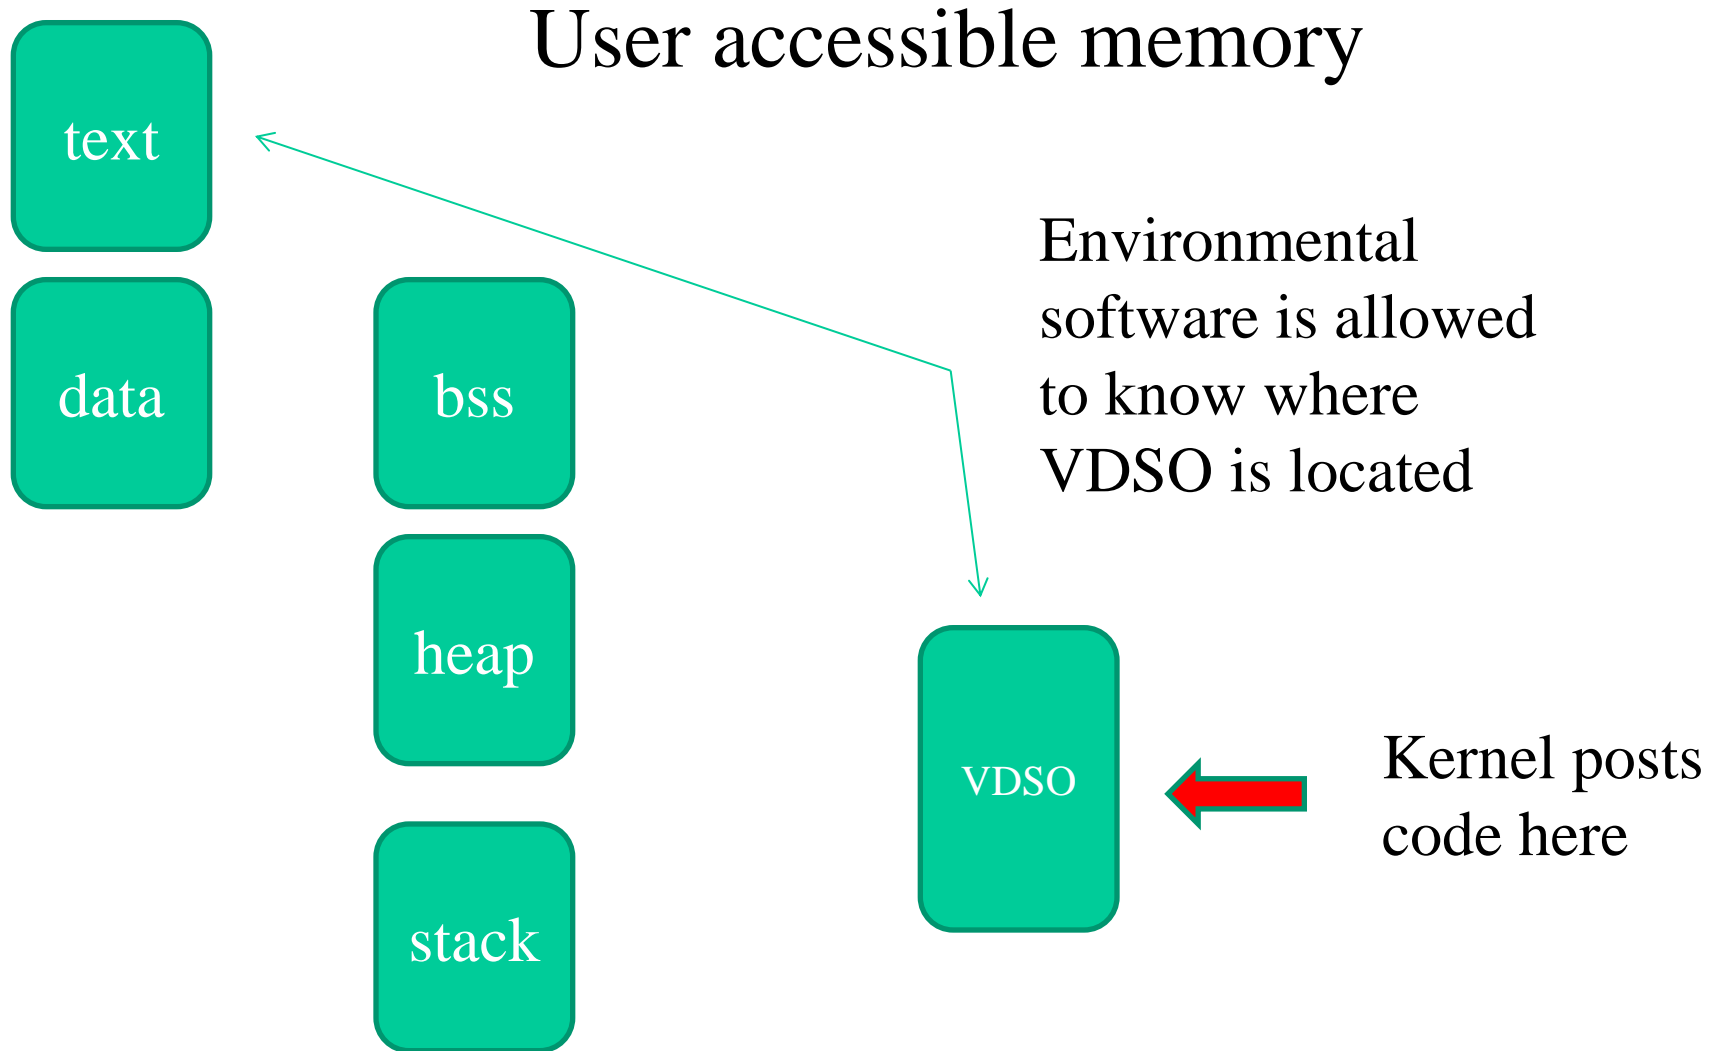 User accessible memory
text
data
bss
heap
stack
Environmental
software is allowed
to know where
VDSO is located
VDSO
Kernel posts
code here